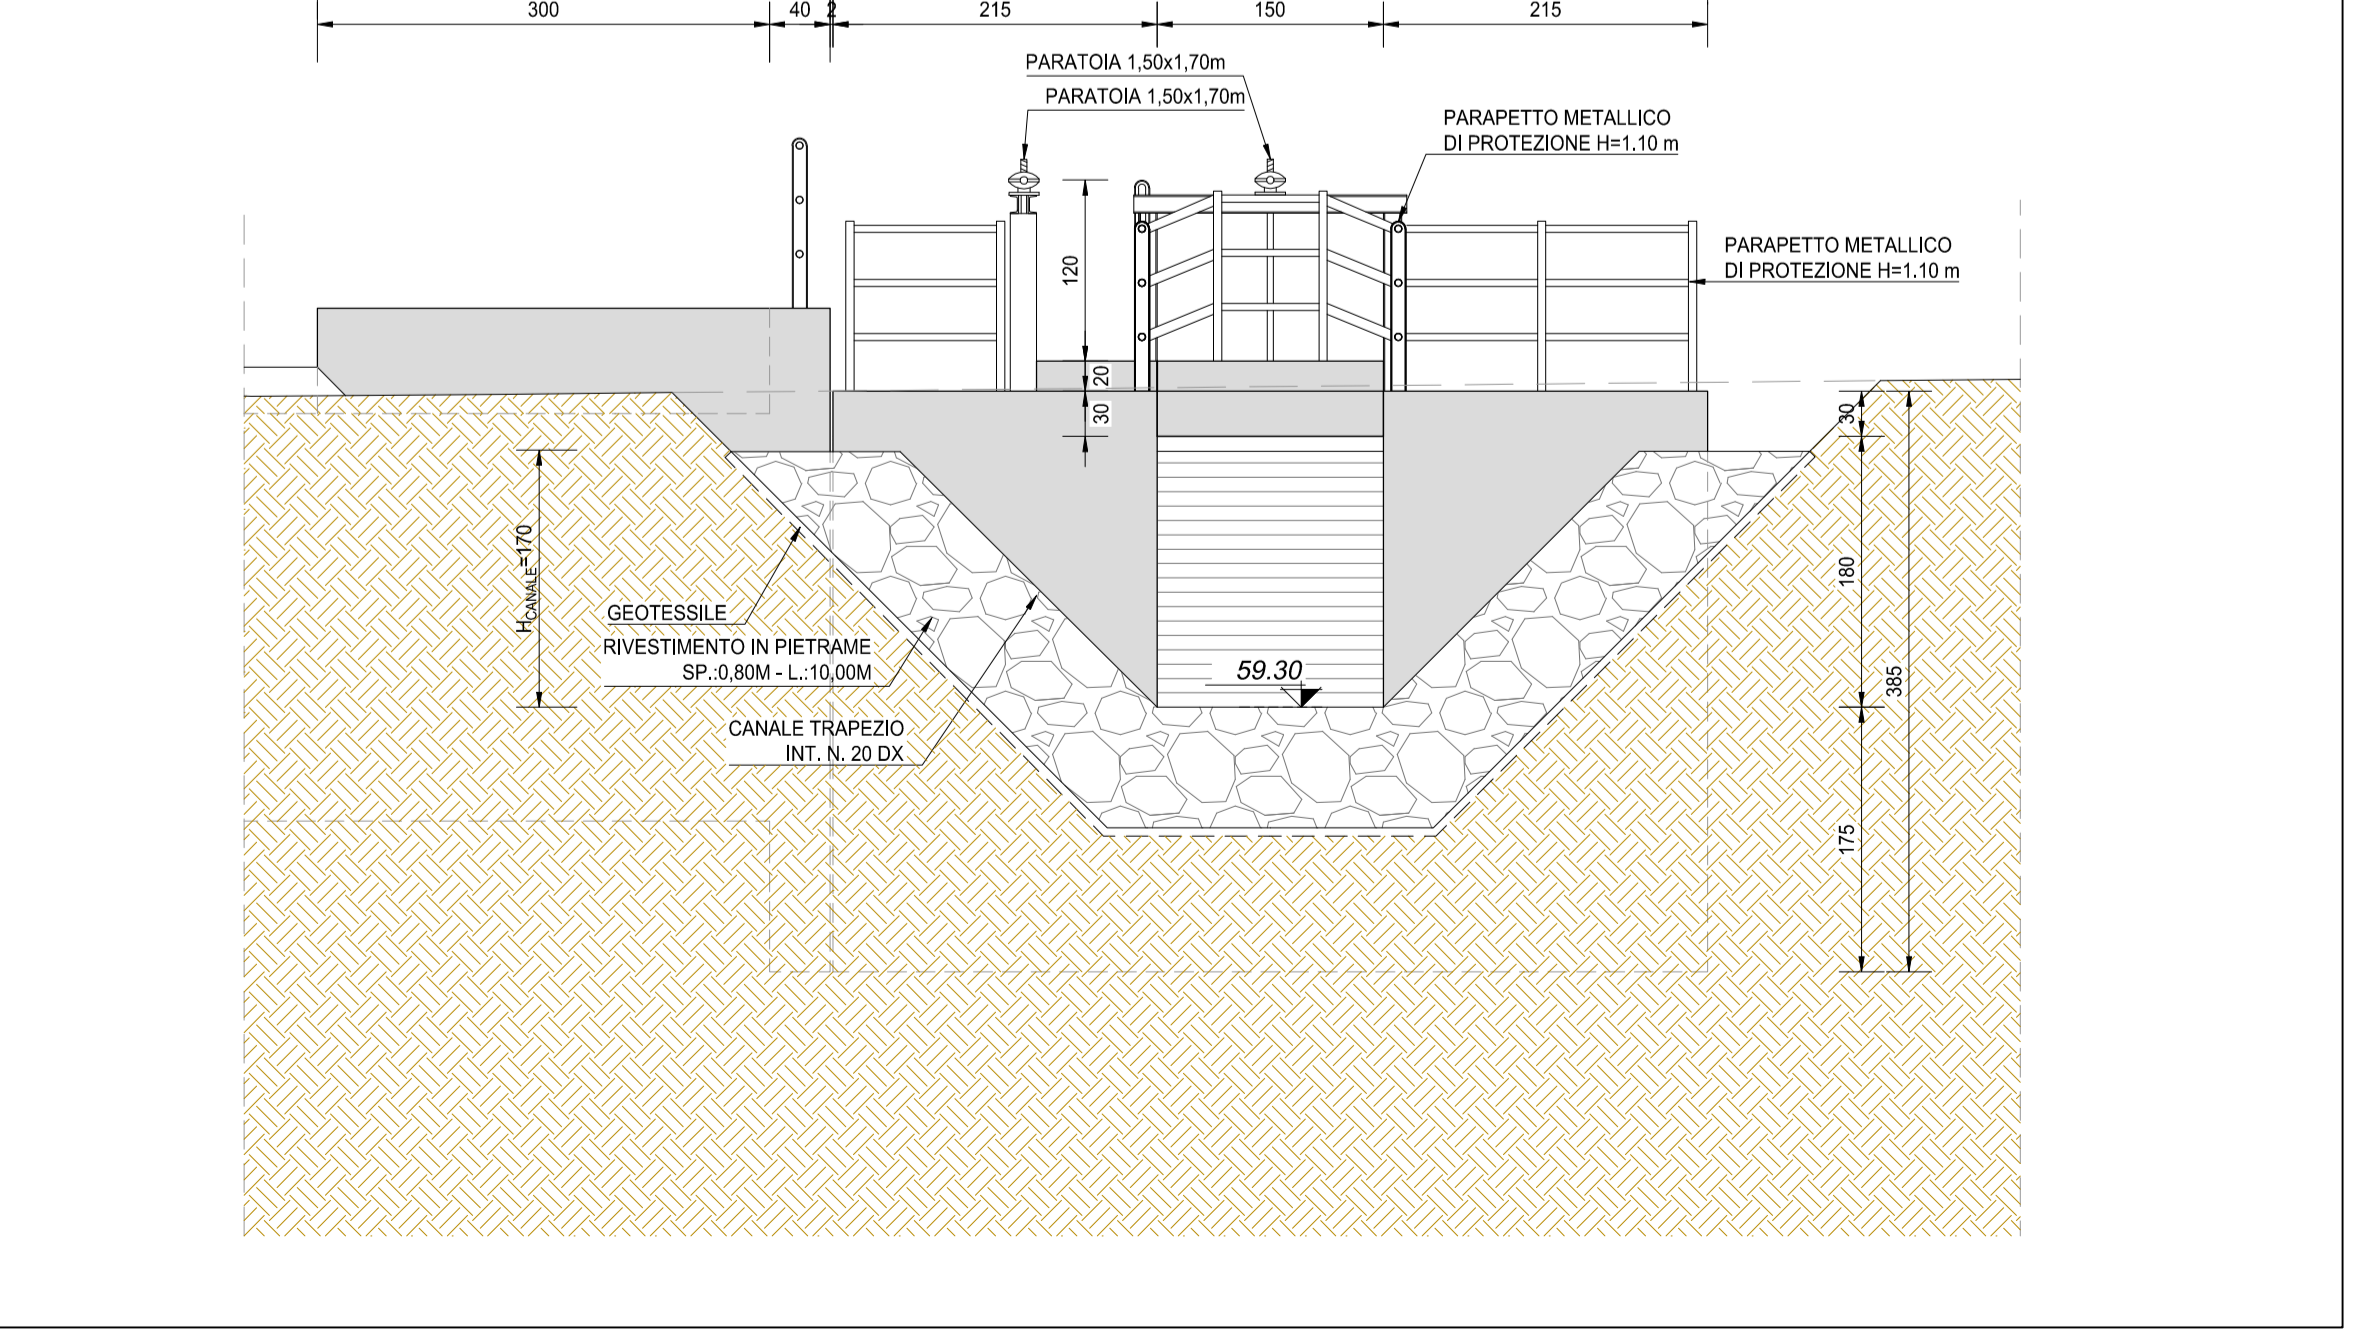 300
40
2
215
150
215
PARATOIA 1,50x1,70m
PARATOIA 1,50x1,70m
PARAPETTO METALLICO
DI PROTEZIONE H=1.10 m
PARAPETTO METALLICO
DI PROTEZIONE H=1.10 m
120
20
30
30
HCANALE=170
180
385
175
GEOTESSILE
RIVESTIMENTO IN PIETRAME
SP.:0,80M - L.:10,00M
59.30
CANALE TRAPEZIO
INT. N. 20 DX